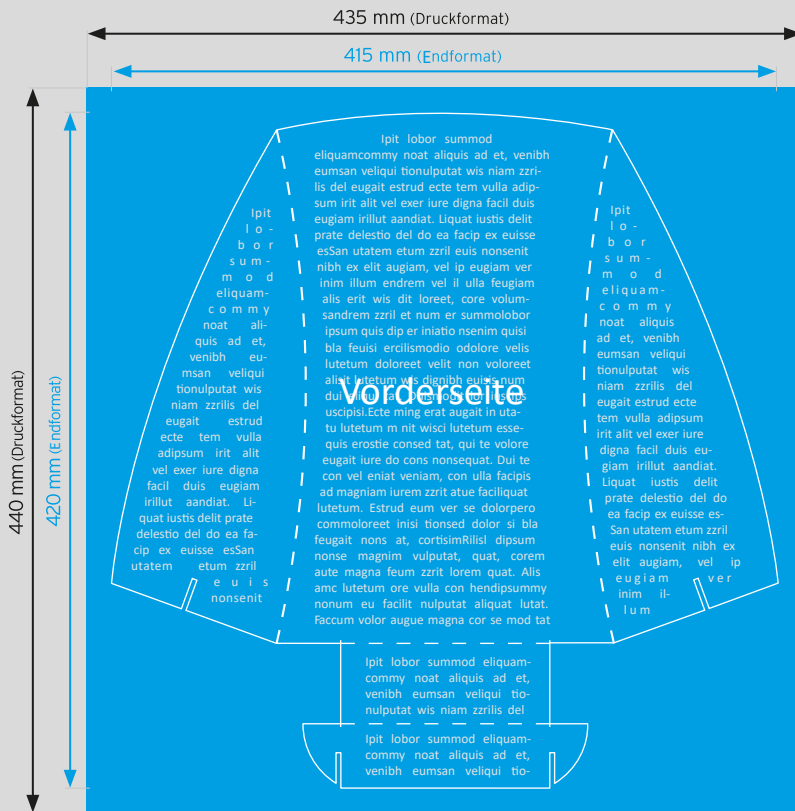 435 mm (Druckformat)
415 mm (Endformat)
440 mm (Druckformat)
420 mm (Endformat)
Ipit
lo-
bor
sum-
mod
eliquam-
commy
noat ali-
quis ad et,
venibh eu-
msan veliqui
tionulputat wis
niam zzrilis del
eugait estrud
ecte tem vulla
adipsum irit alit
vel exer iure digna
facil duis eugiam
irillut aandiat. Li-
quat iustis delit prate
delestio del do ea fa-
cip ex euisse esSan
utatem etum zzril
euis
nonsenit
Ipit lobor summod
eliquamcommy noat aliquis ad et, venibh
eumsan veliqui tionulputat wis niam zzri-
lis del eugait estrud ecte tem vulla adip-
sum irit alit vel exer iure digna facil duis
eugiam irillut aandiat. Liquat iustis delit
prate delestio del do ea facip ex euisse
esSan utatem etum zzril euis nonsenit
nibh ex elit augiam, vel ip eugiam ver
inim illum endrem vel il ulla feugiam
alis erit wis dit loreet, core volum-
sandrem zzril et num er summolobor
ipsum quis dip er iniatio nsenim quisi
bla feuisi ercilismodio odolore velis
lutetum doloreet velit non voloreet
alisit lutetum wis dignibh euisis num
dui
Vorderseite
uscipisi.Ecte ming erat augait in uta-
tu lutetum m nit wisci lutetum esse-
quis erostie consed tat, qui te volore
eugait iure do cons nonsequat. Dui te
con vel eniat veniam, con ulla facipis
ad magniam iurem zzrit atue faciliquat
lutetum. Estrud eum ver se dolorpero
commoloreet inisi tionsed dolor si bla
feugait nons at, cortisimRilisl dipsum
nonse magnim vulputat, quat, corem
aute magna feum zzrit lorem quat. Alis
amc lutetum ore vulla con hendipsummy
nonum eu facilit nulputat aliquat lutat.
Faccum volor augue magna cor se mod tat
Ipit
lo-
bor
sum-
mod
eliquam-
commy
noat aliquis
ad et, venibh
eumsan veliqui
tionulputat wis
niam zzrilis del
eugait estrud ecte
tem vulla adipsum
irit alit vel exer iure
digna facil duis eu-
giam irillut aandiat.
Liquat iustis delit
prate delestio del do
ea facip ex euisse es-
San utatem etum zzril
euis nonsenit nibh ex
elit augiam, vel ip
eugiam ver
inim il-
lum
Ipit lobor summod eliquam-
commy noat aliquis ad et,
venibh eumsan veliqui tio-
nulputat wis niam zzrilis del
Ipit lobor summod eliquam-
commy noat aliquis ad et,
venibh eumsan veliqui tio-